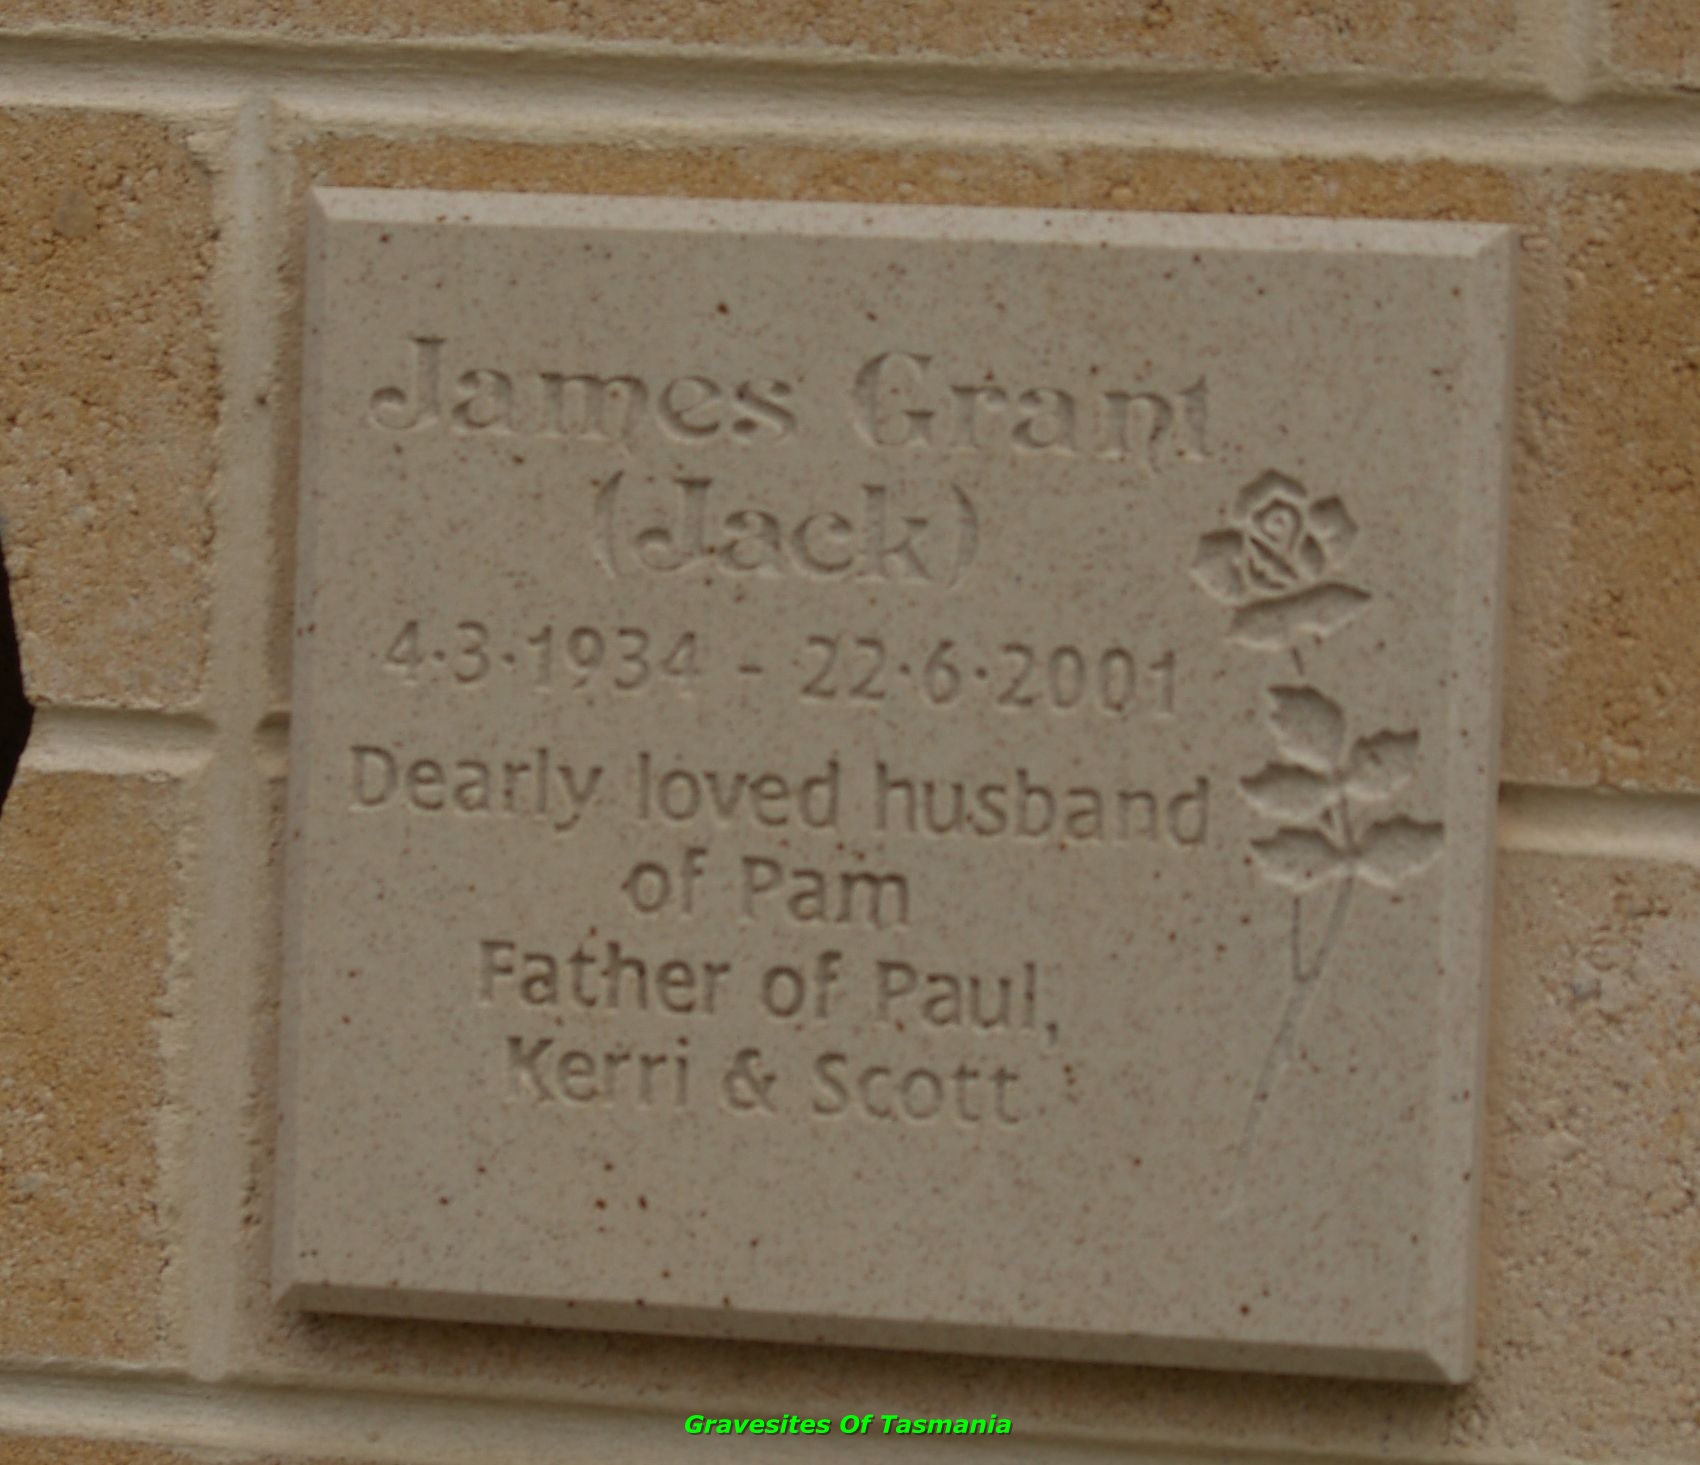 James Grant
(Jack)
4·3·1934 - 22·6·2001
Dearly loved husband
of Pam
Father of Paul,
Kerri & Scott
Gravesites Of Tasmania